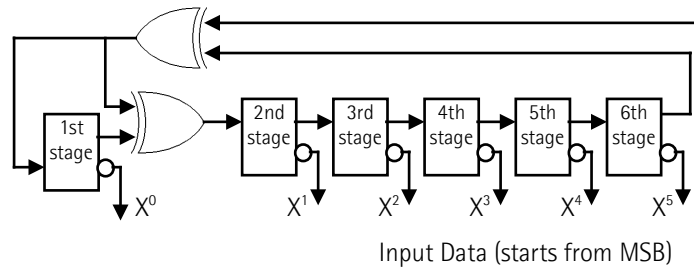 1st
stage
2nd
stage
3rd
stage
4th
stage
5th
stage
6th
stage
X⁰
X¹
X²
X³
X⁴
X⁵
Input Data (starts from MSB)